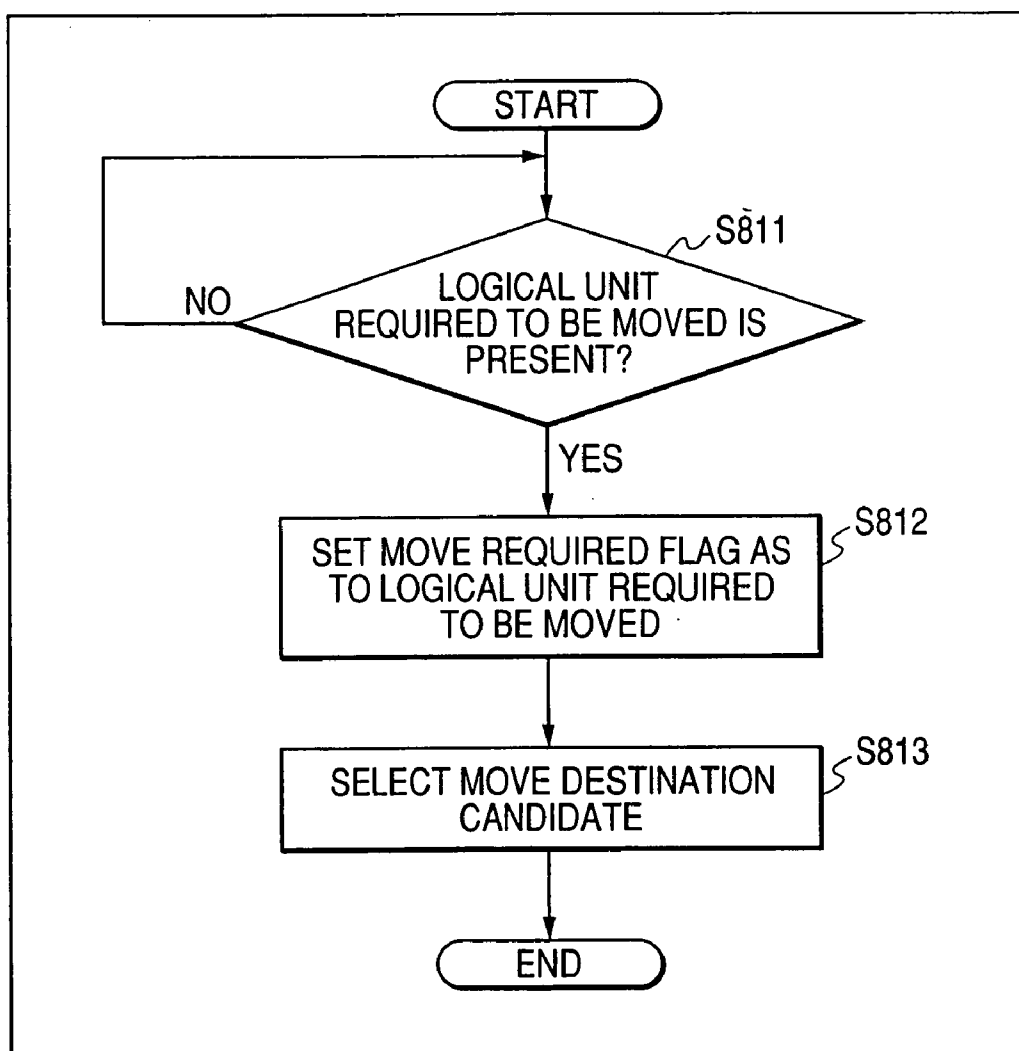 START
S811
LOGICAL UNIT
REQUIRED TO BE MOVED IS
PRESENT?
NO
YES
S812
SET MOVE REQUIRED FLAG AS
TO LOGICAL UNIT REQUIRED
TO BE MOVED
S813
SELECT MOVE DESTINATION
CANDIDATE
END